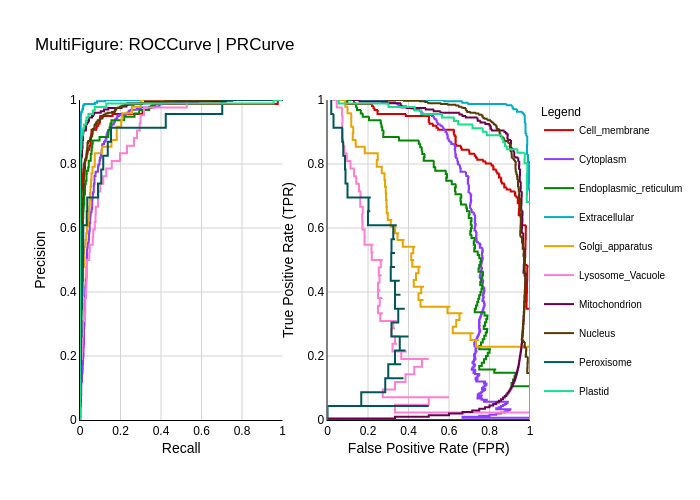 MultiFigure: ROCCurve | PRCurve
Precision
1
0.8
0.6
0.4
0.2
0
0 0.2 0.4 0.6 0.8 1
Recall
True Positive Rate (TPR)
1
0.8
0.6
0.4
0.2
0
0 0.2 0.4 0.6 0.8 1
False Positive Rate (FPR)
Legend
Cell_membrane
Cytoplasm
Endoplasmic_reticulum
Extracellular
Golgi_apparatus
Lysosome_Vacuole
Mitochondrion
Nucleus
Peroxisome
Plastid